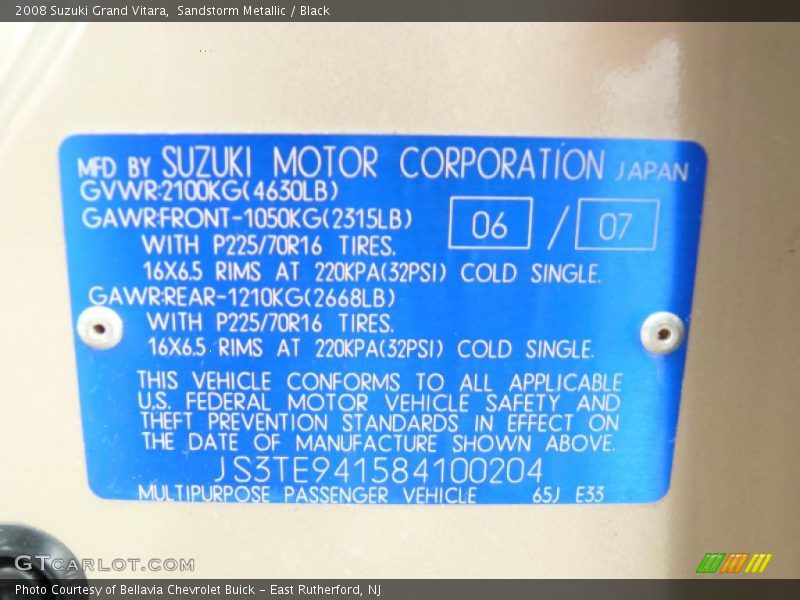 2008 Suzuki Grand Vitara,  Sandstorm Metallic / Black
MFD BY SUZUKI MOTOR CORPORATION JAPAN
GVWR:2100KG(4630LB)
GAWR:FRONT-1050KG(2315LB)
06 / 07
WITH P225/70R16 TIRES.
16X6.5 RIMS AT 220KPA(32PSI) COLD SINGLE.
GAWR:REAR-1210KG(2668LB)
WITH P225/70R16 TIRES.
16X6.5 RIMS AT 220KPA(32PSI) COLD SINGLE.
THIS VEHICLE CONFORMS TO ALL APPLICABLE
U.S. FEDERAL MOTOR VEHICLE SAFETY AND
THEFT PREVENTION STANDARDS IN EFFECT ON
THE DATE OF MANUFACTURE SHOWN ABOVE.
JS3TE941584100204
MULTIPURPOSE PASSENGER VEHICLE 65J E33
GTCARLOT.COM
Photo Courtesy of Bellavia Chevrolet Buick - East Rutherford, NJ